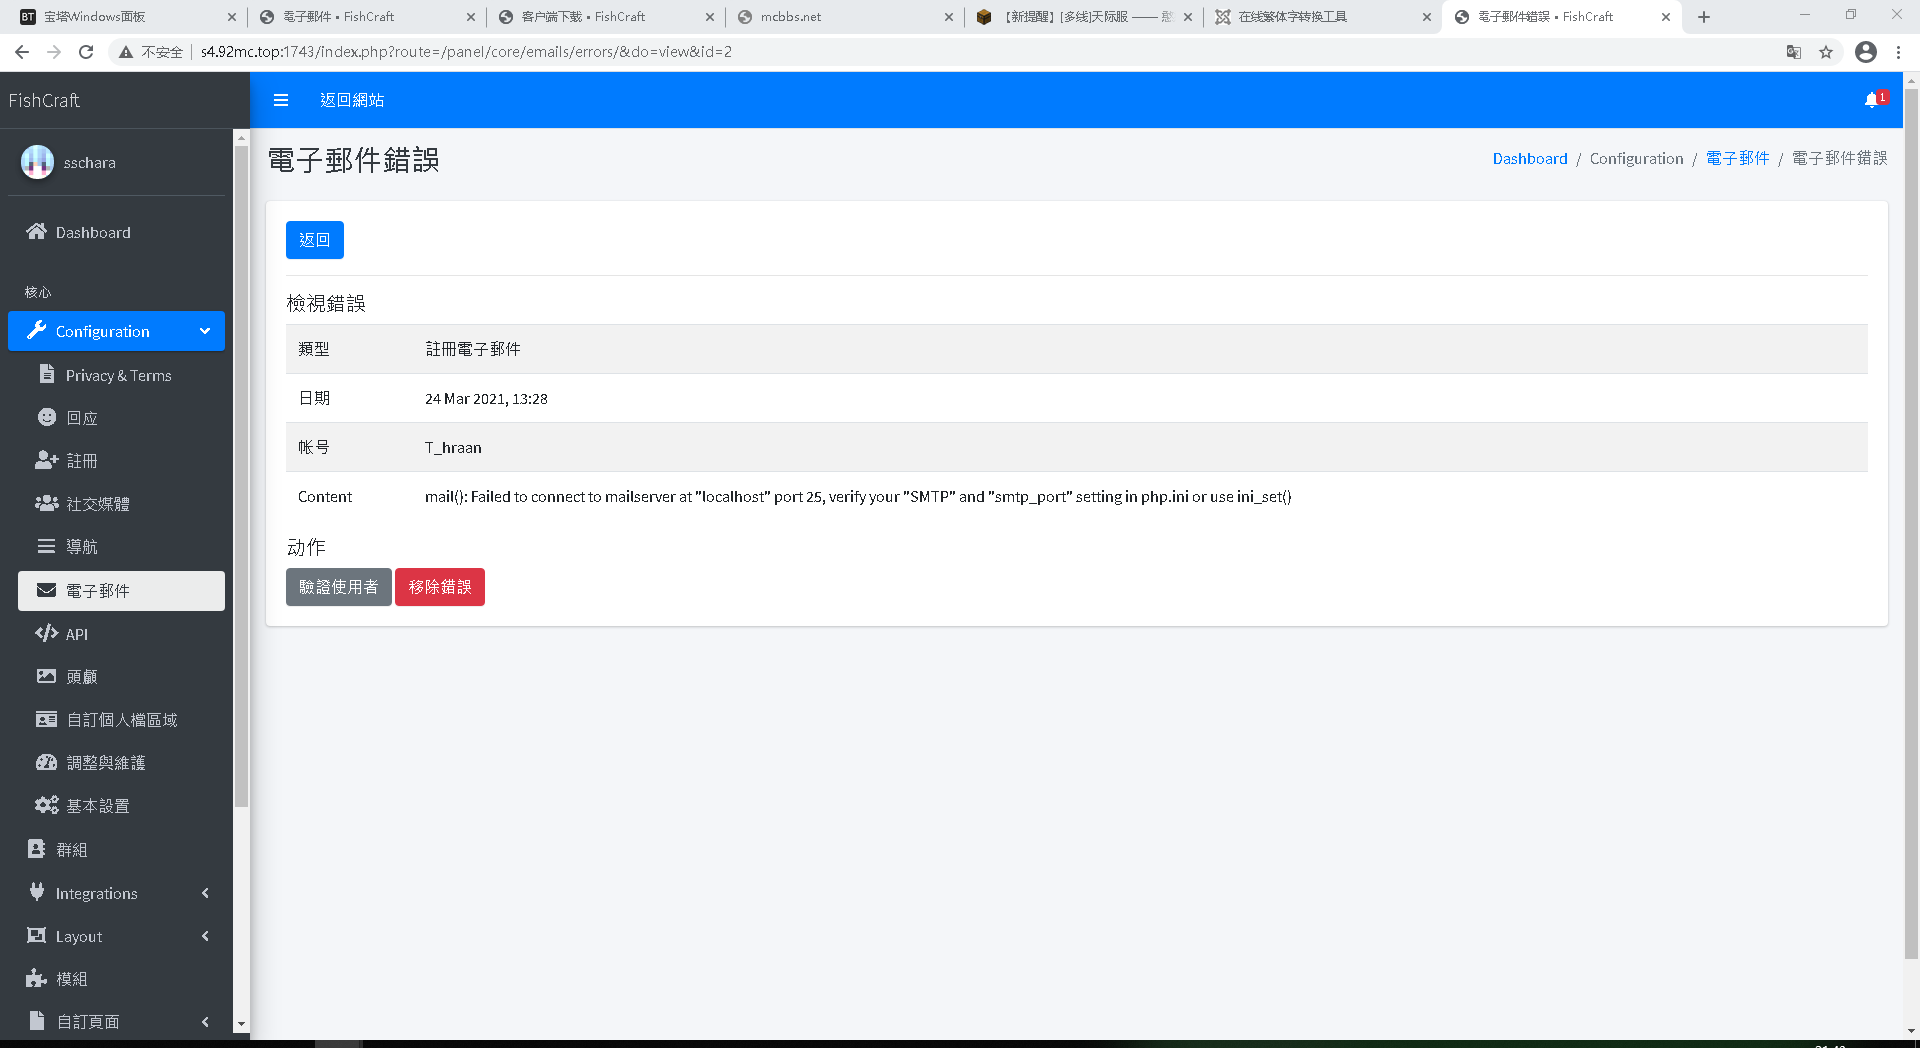 宝塔Windows面板
電子郵件 • FishCraft
客户端下载 • FishCraft
mcbbs.net
【新提醒】[多线]天际服 ——
在线繁体字转换工具
電子郵件錯誤 • FishCraft
不安全
s4.92mc.top:1743/index.php?route=/panel/core/emails/errors/&do=view&id=2
FishCraft
返回網站
1
sschara
電子郵件錯誤
Dashboard / Configuration / 電子郵件 / 電子郵件錯誤
Dashboard
核心
Configuration
Privacy & Terms
回应
註冊
社交媒體
導航
電子郵件
API
頭顱
自訂個人檔區域
調整與維護
基本設置
群組
Integrations
Layout
模組
自訂頁面
返回
檢視錯誤
類型 註冊電子郵件
日期 24 Mar 2021, 13:28
帐号 T_hraan
Content mail(): Failed to connect to mailserver at "localhost" port 25, verify your "SMTP" and "smtp_port" setting in php.ini or use ini_set()
动作
驗證使用者
移除錯誤